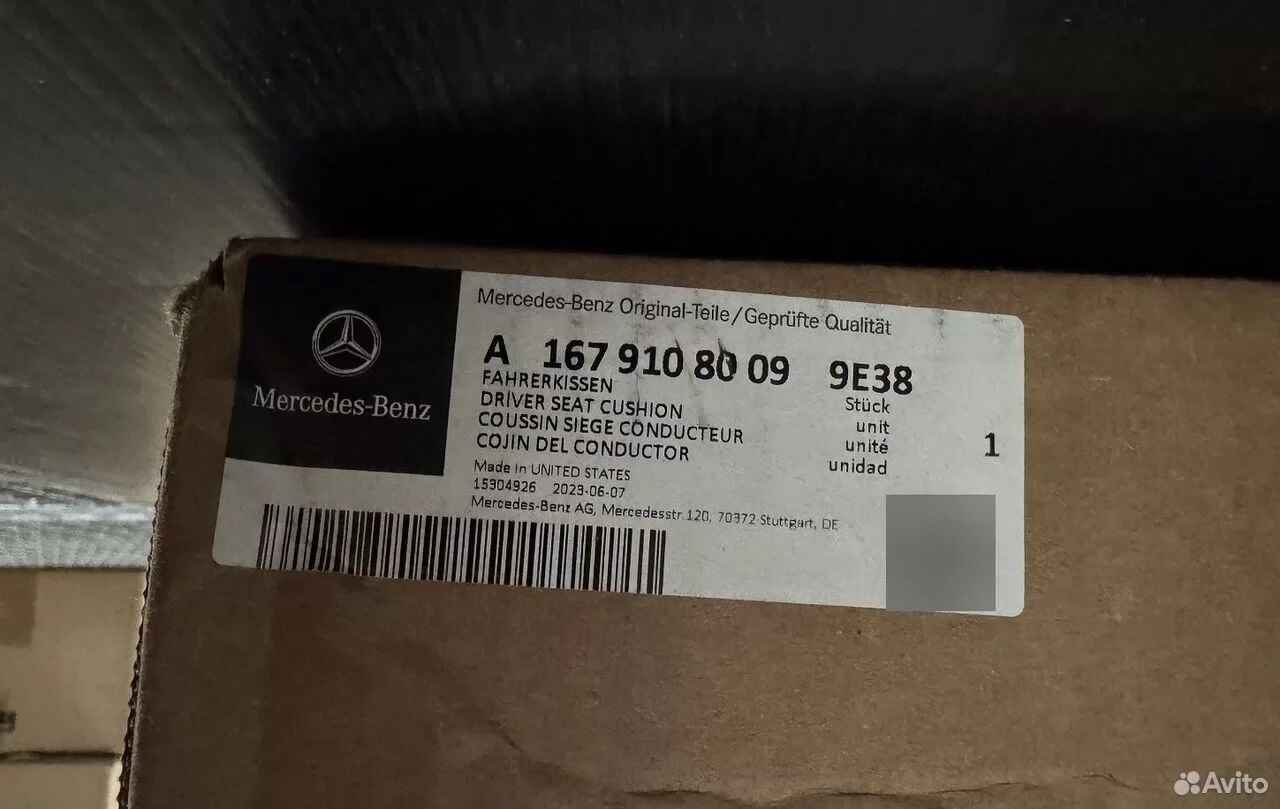 Mercedes-Benz
Mercedes-Benz Original-Teile/Geprüfte Qualität
A 167 910 80 09 9E38
FAHRERKISSEN
DRIVER SEAT CUSHION
COUSSIN SIEGE CONDUCTEUR
COJIN DEL CONDUCTOR
Stück
unit
unité
unidad
1
Made in UNITED STATES
15304926 2023-06-07
Mercedes-Benz AG, Mercedesstr.120, 70372 Stuttgart, DE
Avito